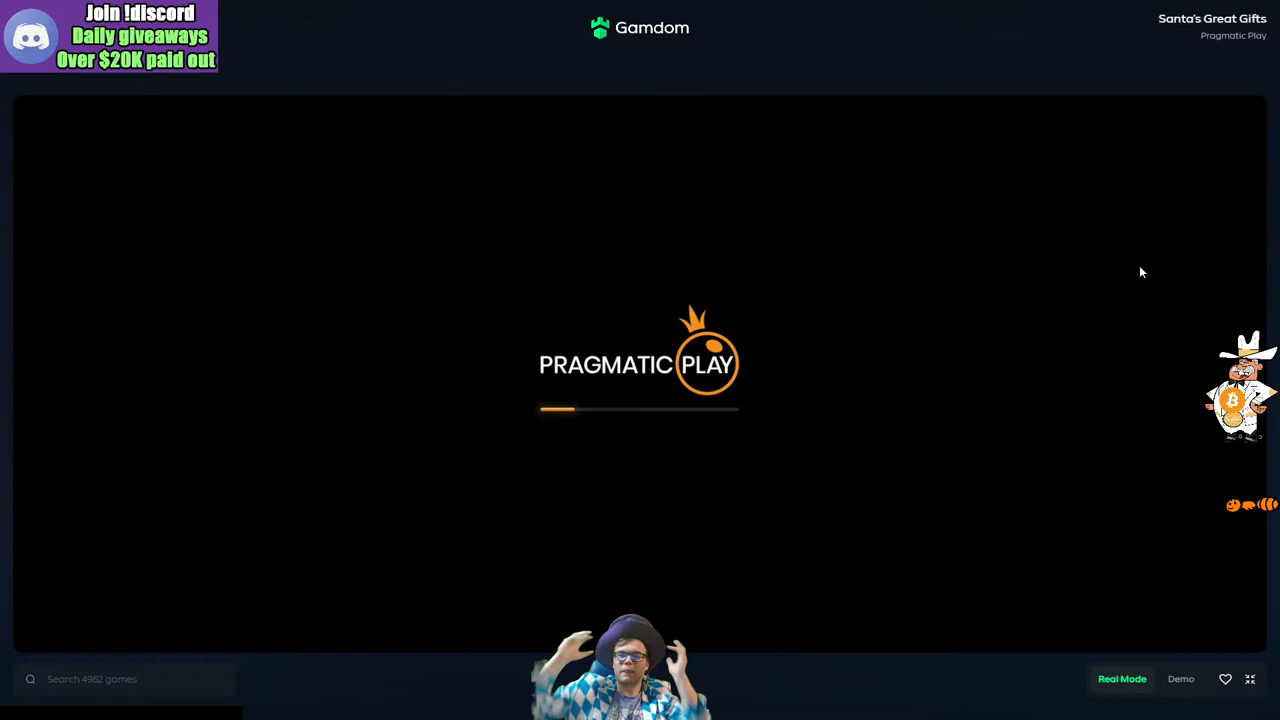 Join !discord
Daily giveaways
Over $20K paid out
Gamdom
Santa's Great Gifts
Pragmatic Play
PRAGMATIC PLAY
Search 4962 games
Real Mode
Demo